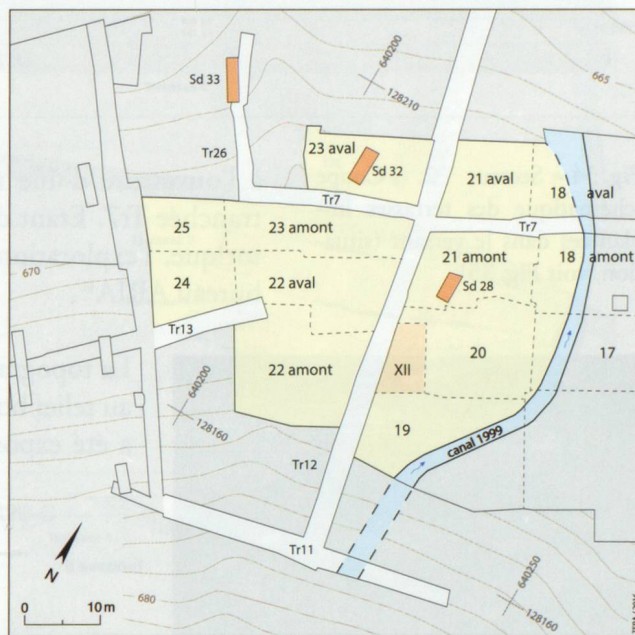 640200
128210
665
Sd 33
Tr26
23 aval
Sd 32
21 aval
18 aval
Tr7
Tr7
25
23 amont
21 amont
18 amont
670
24
22 aval
Sd 28
Tr13
17
22 amont
XII
20
640200
128160
19
canal 1999
Tr12
Tr11
N
0 10 m
680
640250
128160